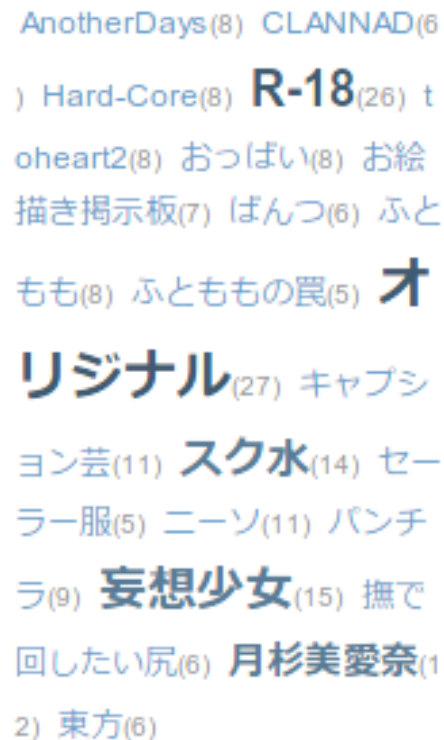 AnotherDays(8) CLANNAD(6
) Hard-Core(8) R-18(26) t
oheart2(8) おっぱい(8) お絵
描き掲示板(7) ぱんつ(6) ふと
もも(8) ふとももの罠(5) オ
リジナル(27) キャプシ
ョン芸(11) スク水(14) セー
ラー服(5) ニーソ(11) パンチ
ラ(9) 妄想少女(15) 撫で
回したい尻(6) 月杉美愛奈(1
2) 東方(6)